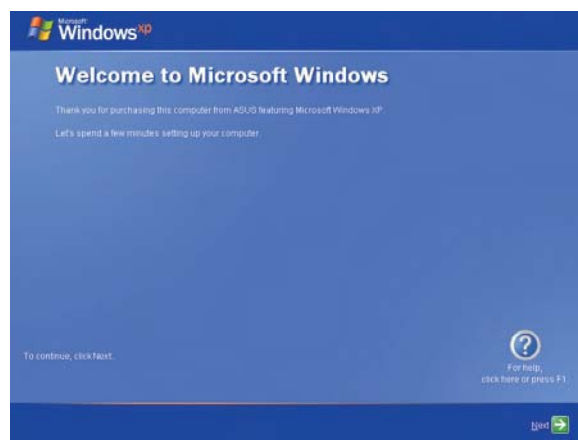 Microsoft
Windows xp
Welcome to Microsoft Windows
Thank you for purchasing this computer from ASUS featuring Microsoft Windows XP.
Let's spend a few minutes setting up your computer.
To continue, click Next.
?
For help,
click here or press F1.
Next